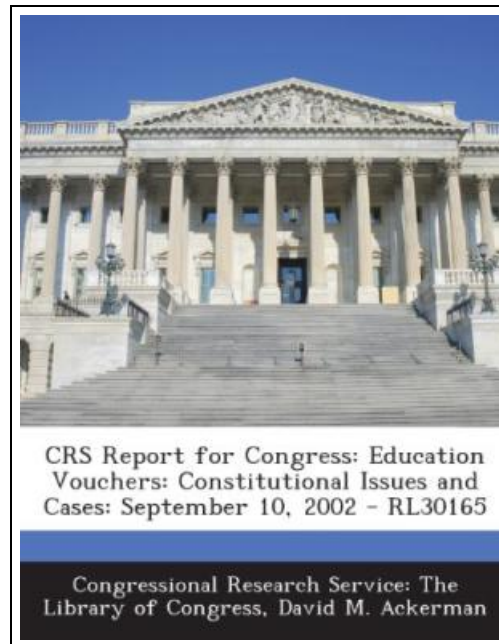 CRS Report for Congress: Education
Vouchers: Constitutional Issues and
Cases: September 10, 2002 - RL30165
Congressional Research Service: The
Library of Congress, David M. Ackerman